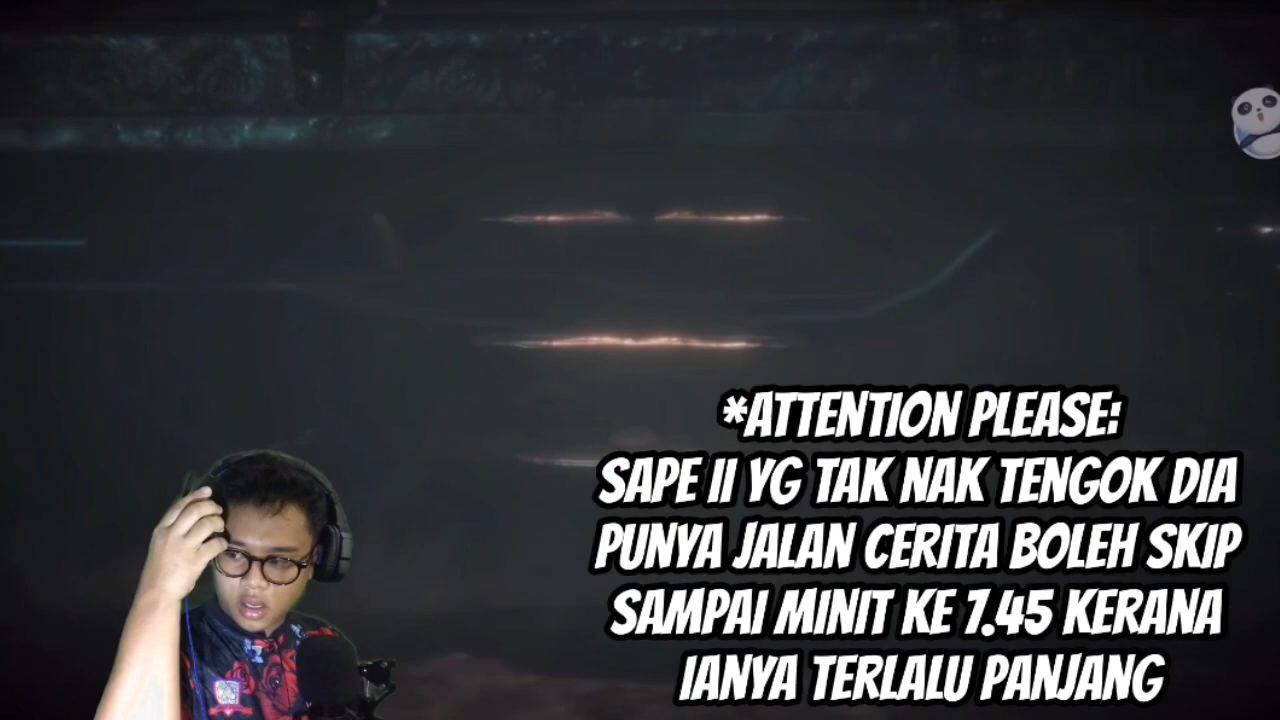 *ATTENTION PLEASE:
SAPE II YG TAK NAK TENGOK DIA
PUNYA JALAN CERITA BOLEH SKIP
SAMPAI MINIT KE 7.45 KERANA
IANYA TERLALU PANJANG